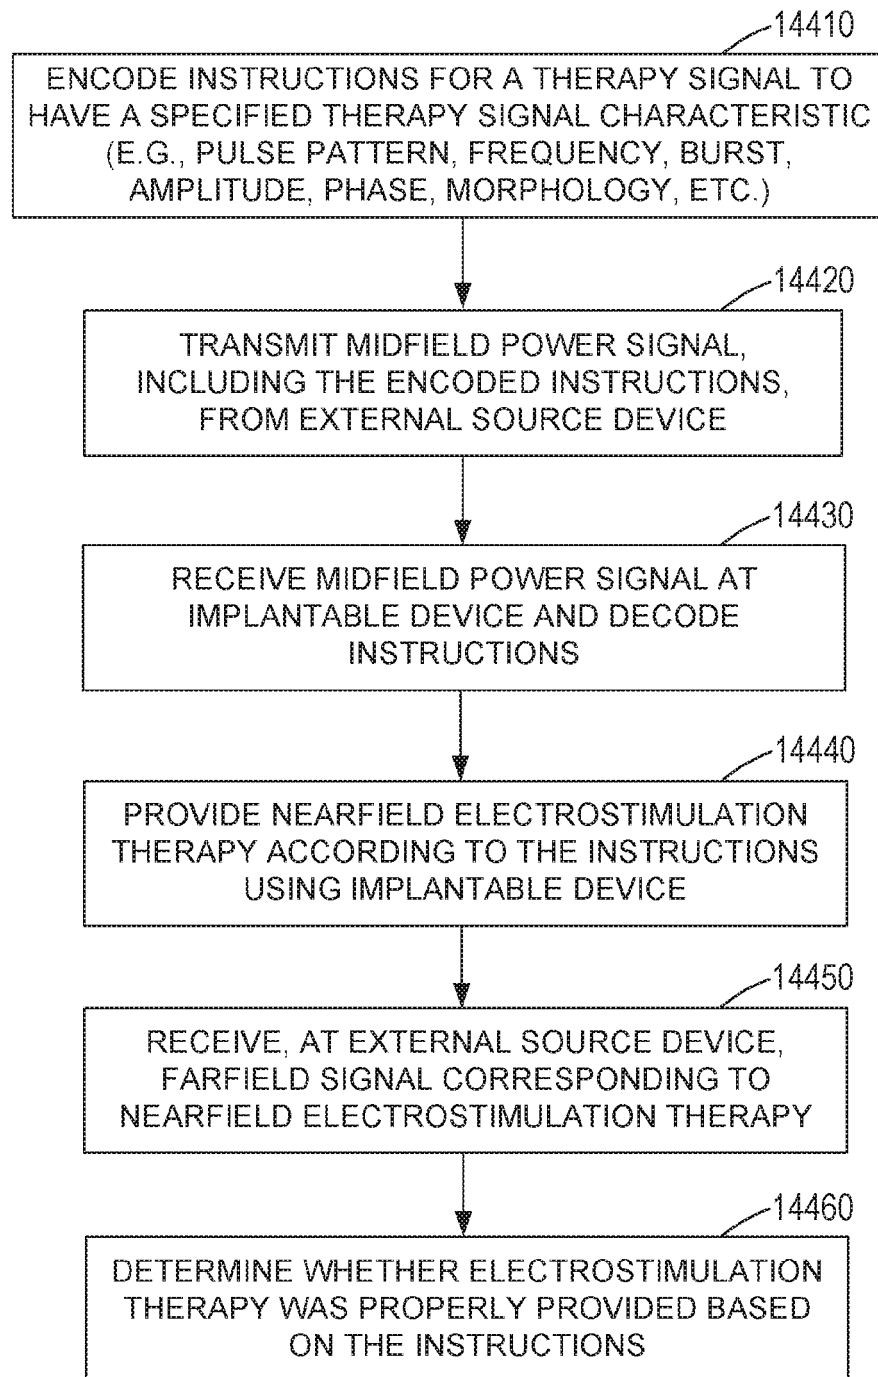 14410
ENCODE INSTRUCTIONS FOR A THERAPY SIGNAL TO
HAVE A SPECIFIED THERAPY SIGNAL CHARACTERISTIC
(E.G., PULSE PATTERN, FREQUENCY, BURST,
AMPLITUDE, PHASE, MORPHOLOGY, ETC.)
14420
TRANSMIT MIDFIELD POWER SIGNAL,
INCLUDING THE ENCODED INSTRUCTIONS,
FROM EXTERNAL SOURCE DEVICE
14430
RECEIVE MIDFIELD POWER SIGNAL AT
IMPLANTABLE DEVICE AND DECODE
INSTRUCTIONS
14440
PROVIDE NEARFIELD ELECTROSTIMULATION
THERAPY ACCORDING TO THE INSTRUCTIONS
USING IMPLANTABLE DEVICE
14450
RECEIVE, AT EXTERNAL SOURCE DEVICE,
FARFIELD SIGNAL CORRESPONDING TO
NEARFIELD ELECTROSTIMULATION THERAPY
14460
DETERMINE WHETHER ELECTROSTIMULATION
THERAPY WAS PROPERLY PROVIDED BASED
ON THE INSTRUCTIONS